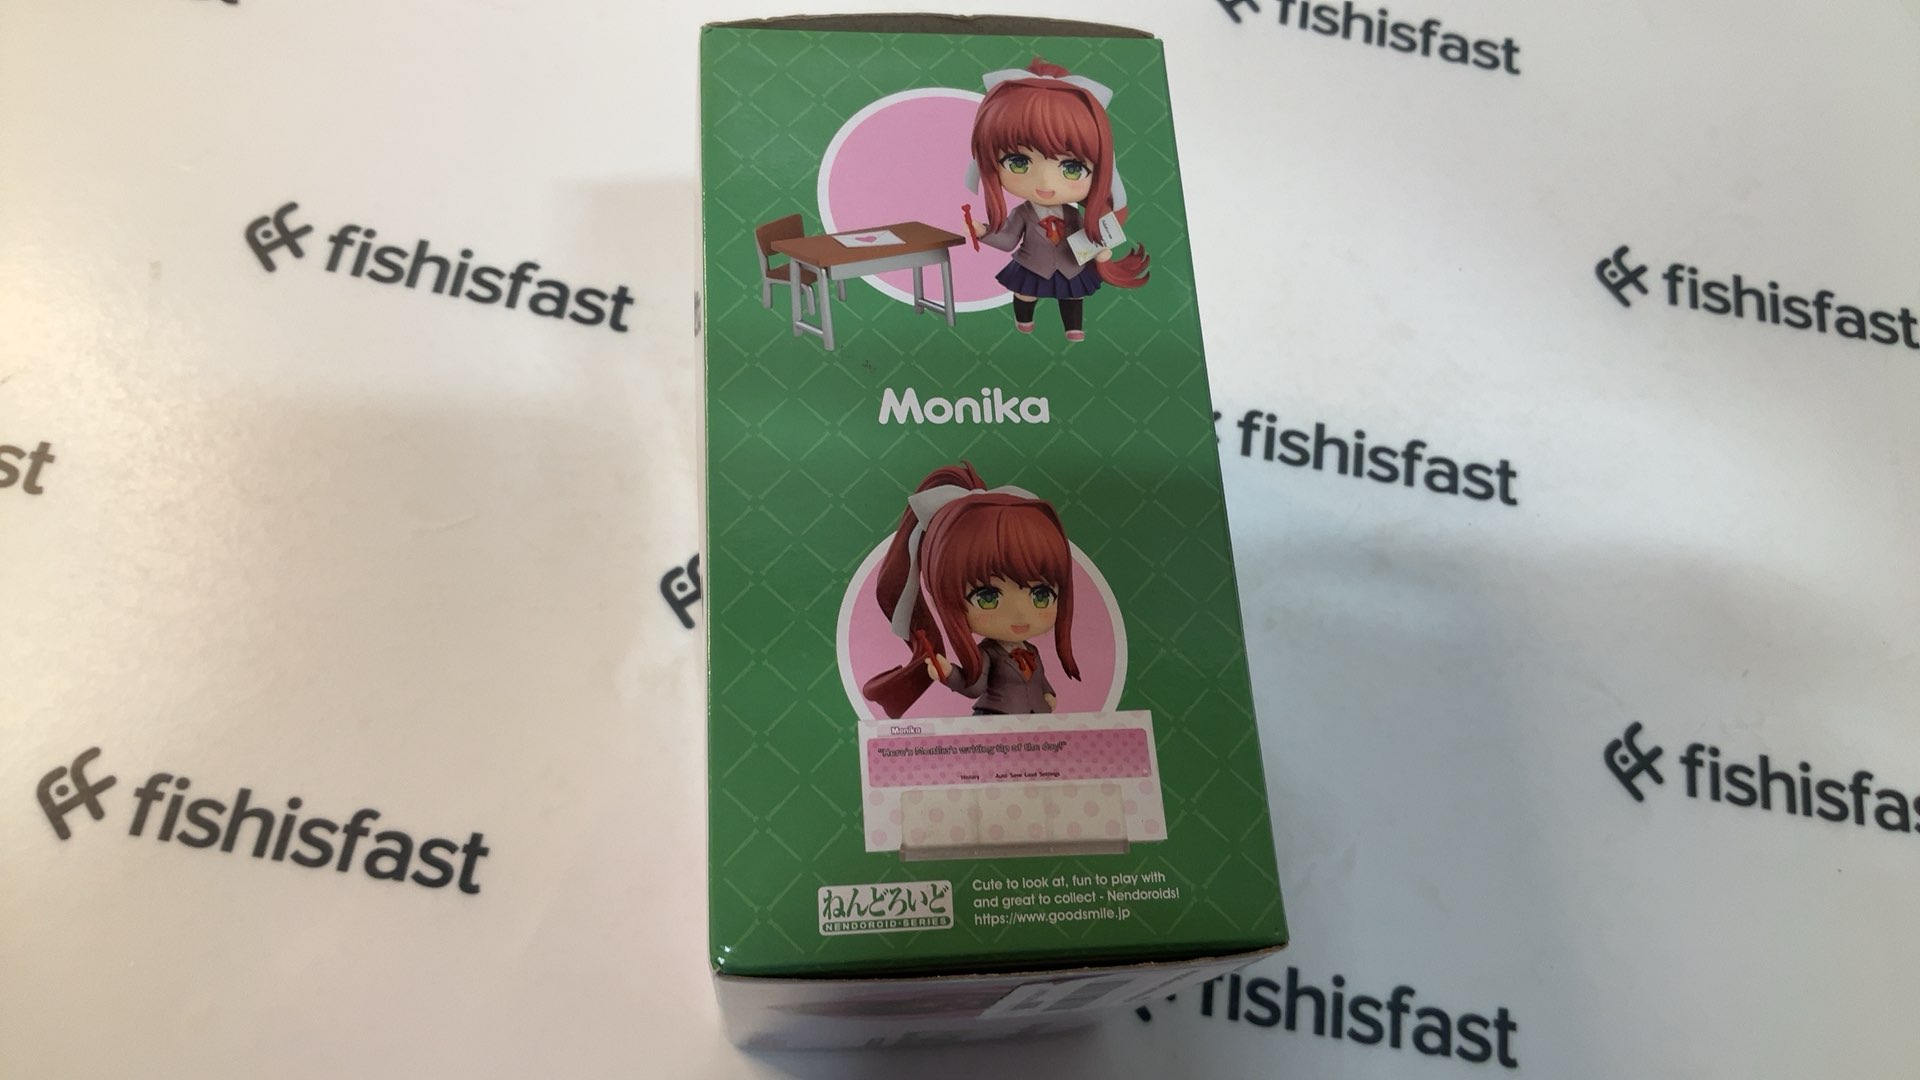 fishisfast
fishisfast
fishisfast
st
fishisfast
fishisfas
fishisfast
fishisfast
Monika
Monika
"Here's Monika's writing tip of the day!"
History Auto Save Load Settings
ねんどろいど
NENDOROID·SERIES
Cute to look at, fun to play with
and great to collect - Nendoroids!
https://www.goodsmile.jp